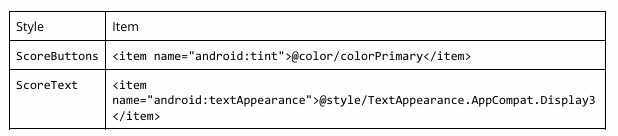 Style Item
ScoreButtons <item name="android:tint">@color/colorPrimary</item>
ScoreText <item
name="android:textAppearance">@style/TextAppearance.AppCompat.Display3
</item>